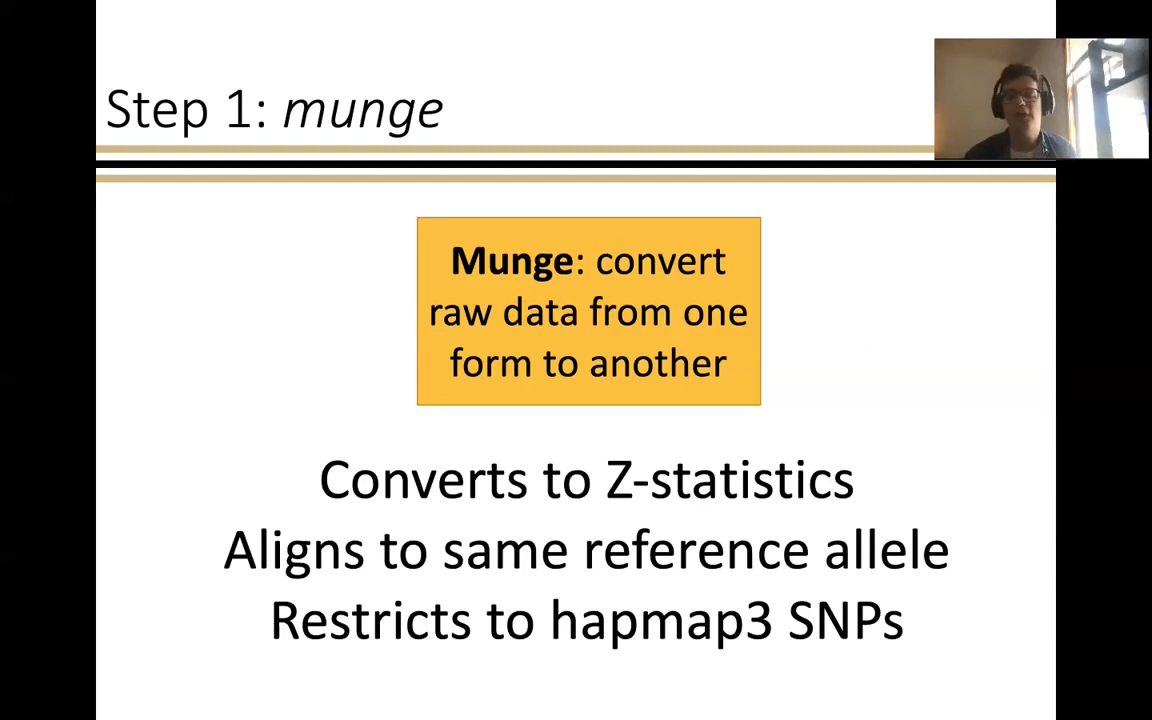 Step 1: munge
Munge: convert
raw data from one
form to another
Converts to Z-statistics
Aligns to same reference allele
Restricts to hapmap3 SNPs